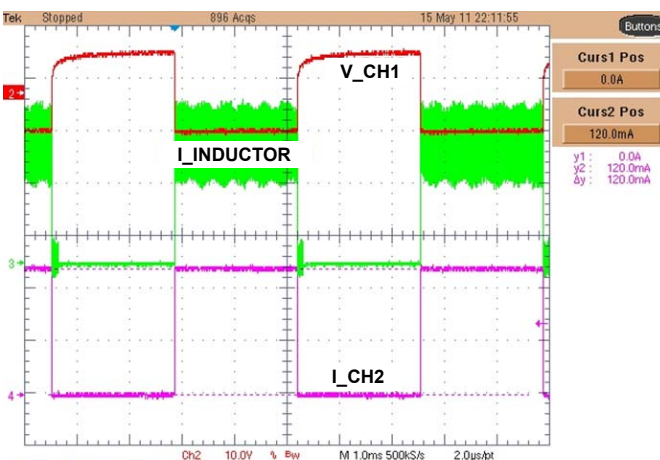 Tek Stopped 896 Acqs 15 May 11 22:11:55
Buttons
Curs1 Pos
0.0A
Curs2 Pos
120.0mA
y1 : 0.0A
y2 : 120.0mA
Δy : 120.0mA
V_CH1
2
I_INDUCTOR
3
I_CH2
4
Ch2 10.0V % Bw M 1.0ms 500kS/s 2.0µs/pt